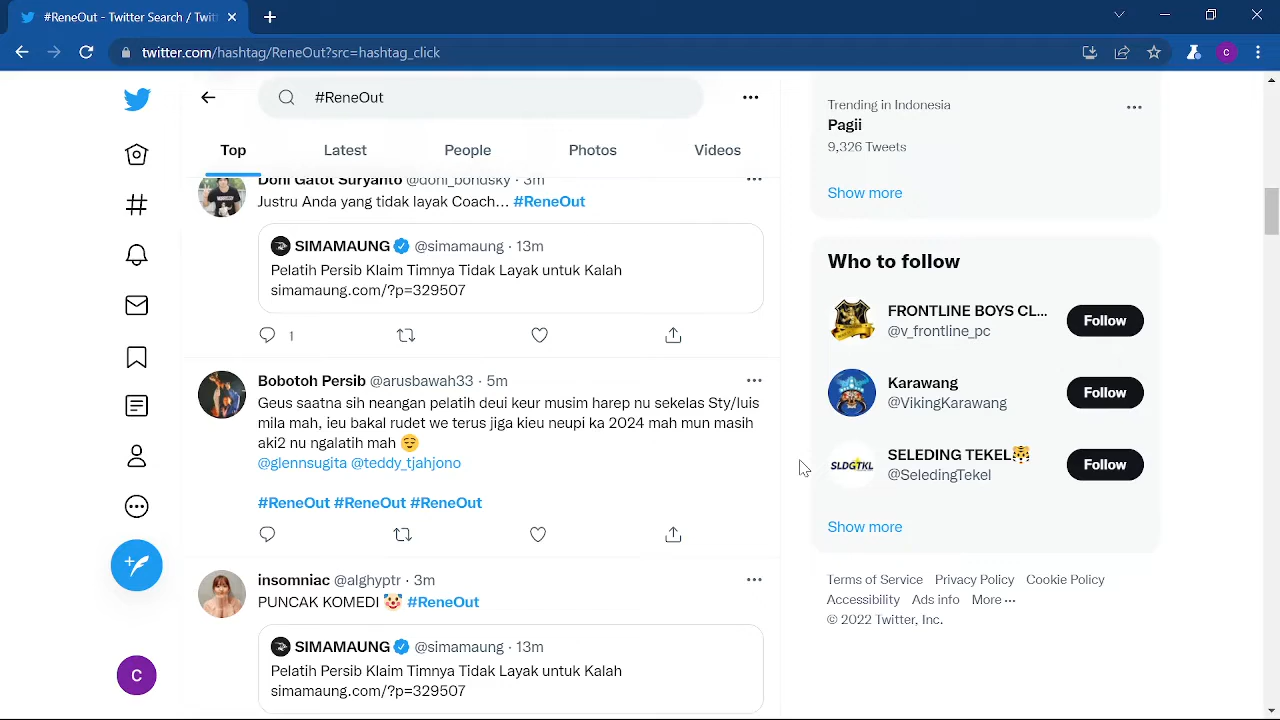 #ReneOut - Twitter Search / Twitt
twitter.com/hashtag/ReneOut?src=hashtag_click
C
#ReneOut
Top
Latest
People
Photos
Videos
Doni Gatot Suryanto @doni_bondsky · 3m
Justru Anda yang tidak layak Coach... #ReneOut
SIMAMAUNG @simamaung · 13m
Pelatih Persib Klaim Timnya Tidak Layak untuk Kalah
simamaung.com/?p=329507
1
Bobotoh Persib @arusbawah33 · 5m
Geus saatna sih neangan pelatih deui keur musim harep nu sekelas Sty/luis
mila mah, ieu bakal rudet we terus jiga kieu neupi ka 2024 mah mun masih
aki2 nu ngalatih mah 😌
@glennsugita @teddy_tjahjono
#ReneOut #ReneOut #ReneOut
insomniac @alghyptr · 3m
PUNCAK KOMEDI 🤡 #ReneOut
SIMAMAUNG @simamaung · 13m
Pelatih Persib Klaim Timnya Tidak Layak untuk Kalah
simamaung.com/?p=329507
Trending in Indonesia
Pagii
9,326 Tweets
Show more
Who to follow
FRONTLINE BOYS CL...
@v_frontline_pc
Follow
Karawang
@VikingKarawang
Follow
SLDGTKL
SELEDING TEKEL🐯
@SeledingTekel
Follow
Show more
Terms of Service Privacy Policy Cookie Policy
Accessibility Ads info More ···
© 2022 Twitter, Inc.
C